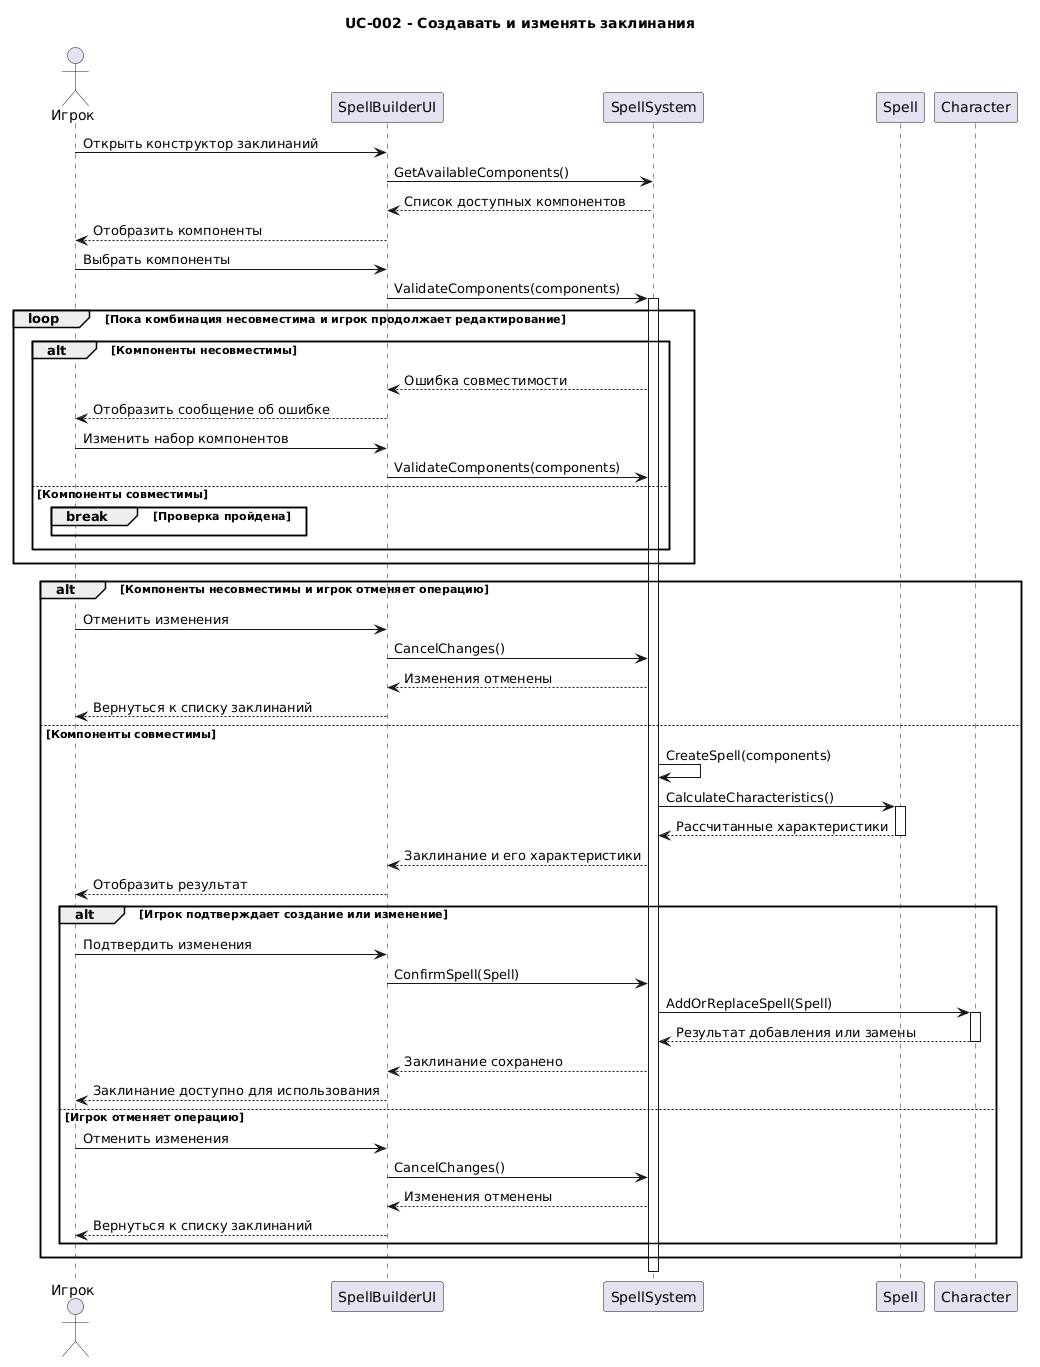 UC-002 - Создавать и изменять заклинания
Игрок
SpellBuilderUI
SpellSystem
Spell
Character
Открыть конструктор заклинаний
GetAvailableComponents()
Список доступных компонентов
Отобразить компоненты
Выбрать компоненты
ValidateComponents(components)
loop
[Пока комбинация несовместима и игрок продолжает редактирование]
alt
[Компоненты несовместимы]
Ошибка совместимости
Отобразить сообщение об ошибке
Изменить набор компонентов
ValidateComponents(components)
[Компоненты совместимы]
break
[Проверка пройдена]
alt
[Компоненты несовместимы и игрок отменяет операцию]
Отменить изменения
CancelChanges()
Изменения отменены
Вернуться к списку заклинаний
[Компоненты совместимы]
CreateSpell(components)
CalculateCharacteristics()
Рассчитанные характеристики
Заклинание и его характеристики
Отобразить результат
alt
[Игрок подтверждает создание или изменение]
Подтвердить изменения
ConfirmSpell(Spell)
AddOrReplaceSpell(Spell)
Результат добавления или замены
Заклинание сохранено
Заклинание доступно для использования
[Игрок отменяет операцию]
Отменить изменения
CancelChanges()
Изменения отменены
Вернуться к списку заклинаний
Игрок
SpellBuilderUI
SpellSystem
Spell
Character